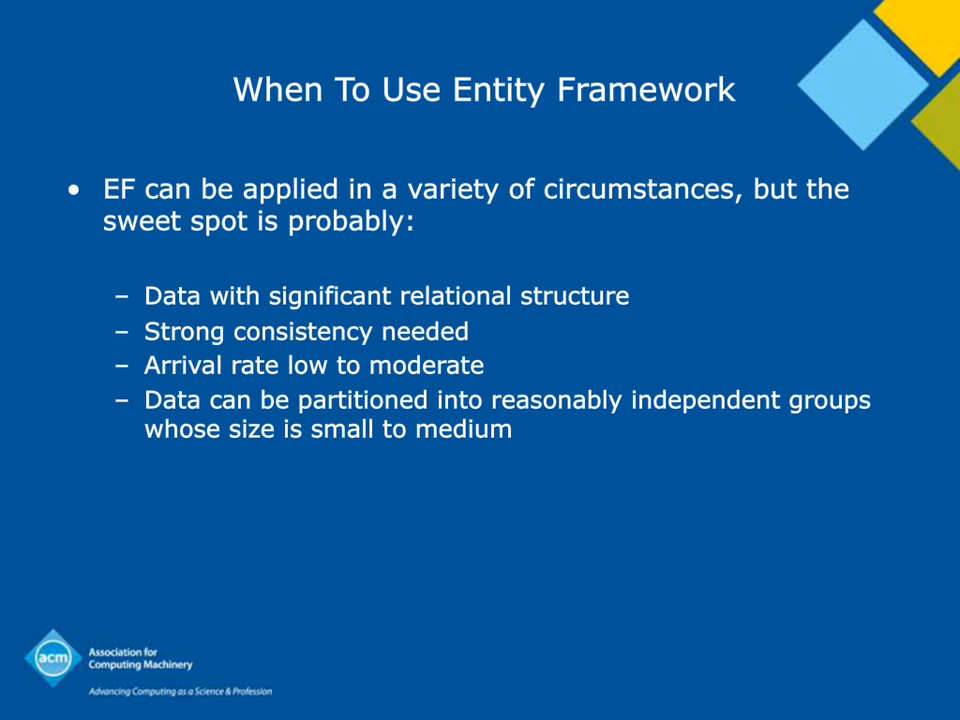 When To Use Entity Framework
• EF can be applied in a variety of circumstances, but the
sweet spot is probably:
– Data with significant relational structure
– Strong consistency needed
– Arrival rate low to moderate
– Data can be partitioned into reasonably independent groups
whose size is small to medium
acm
Association for
Computing Machinery
Advancing Computing as a Science & Profession